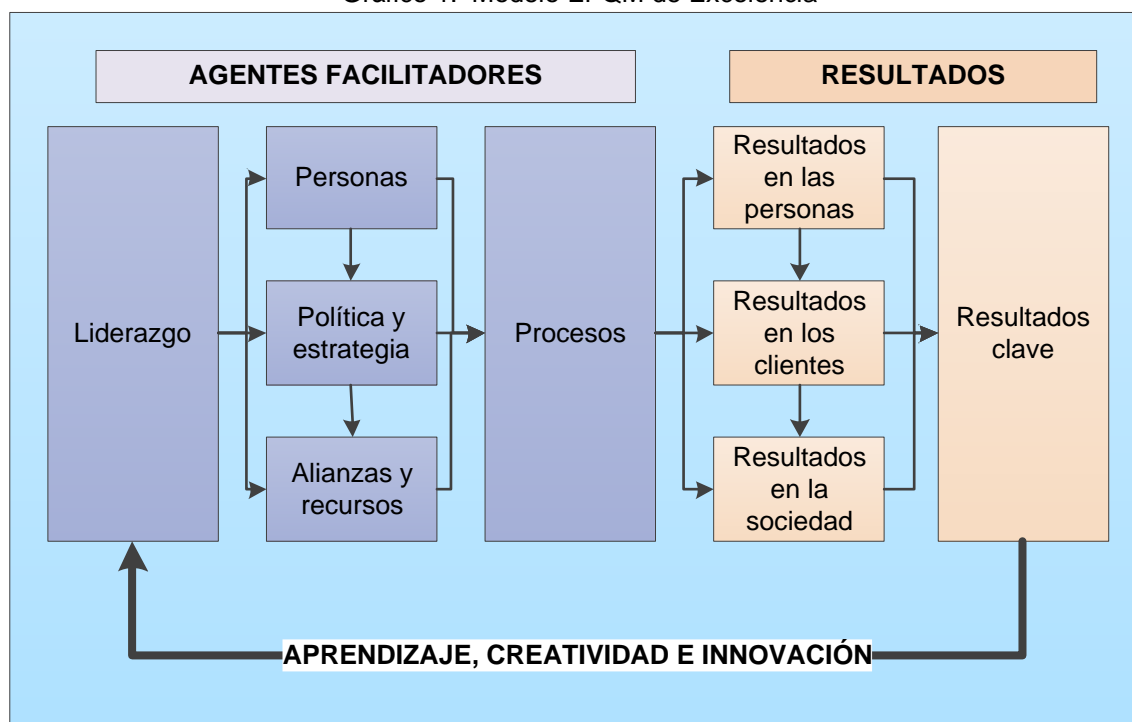 AGENTES FACILITADORES
RESULTADOS
Liderazgo
Personas
Política y
estrategia
Alianzas y
recursos
Procesos
Resultados
en las
personas
Resultados
en los
clientes
Resultados
en la
sociedad
Resultados
clave
APRENDIZAJE, CREATIVIDAD E INNOVACIÓN